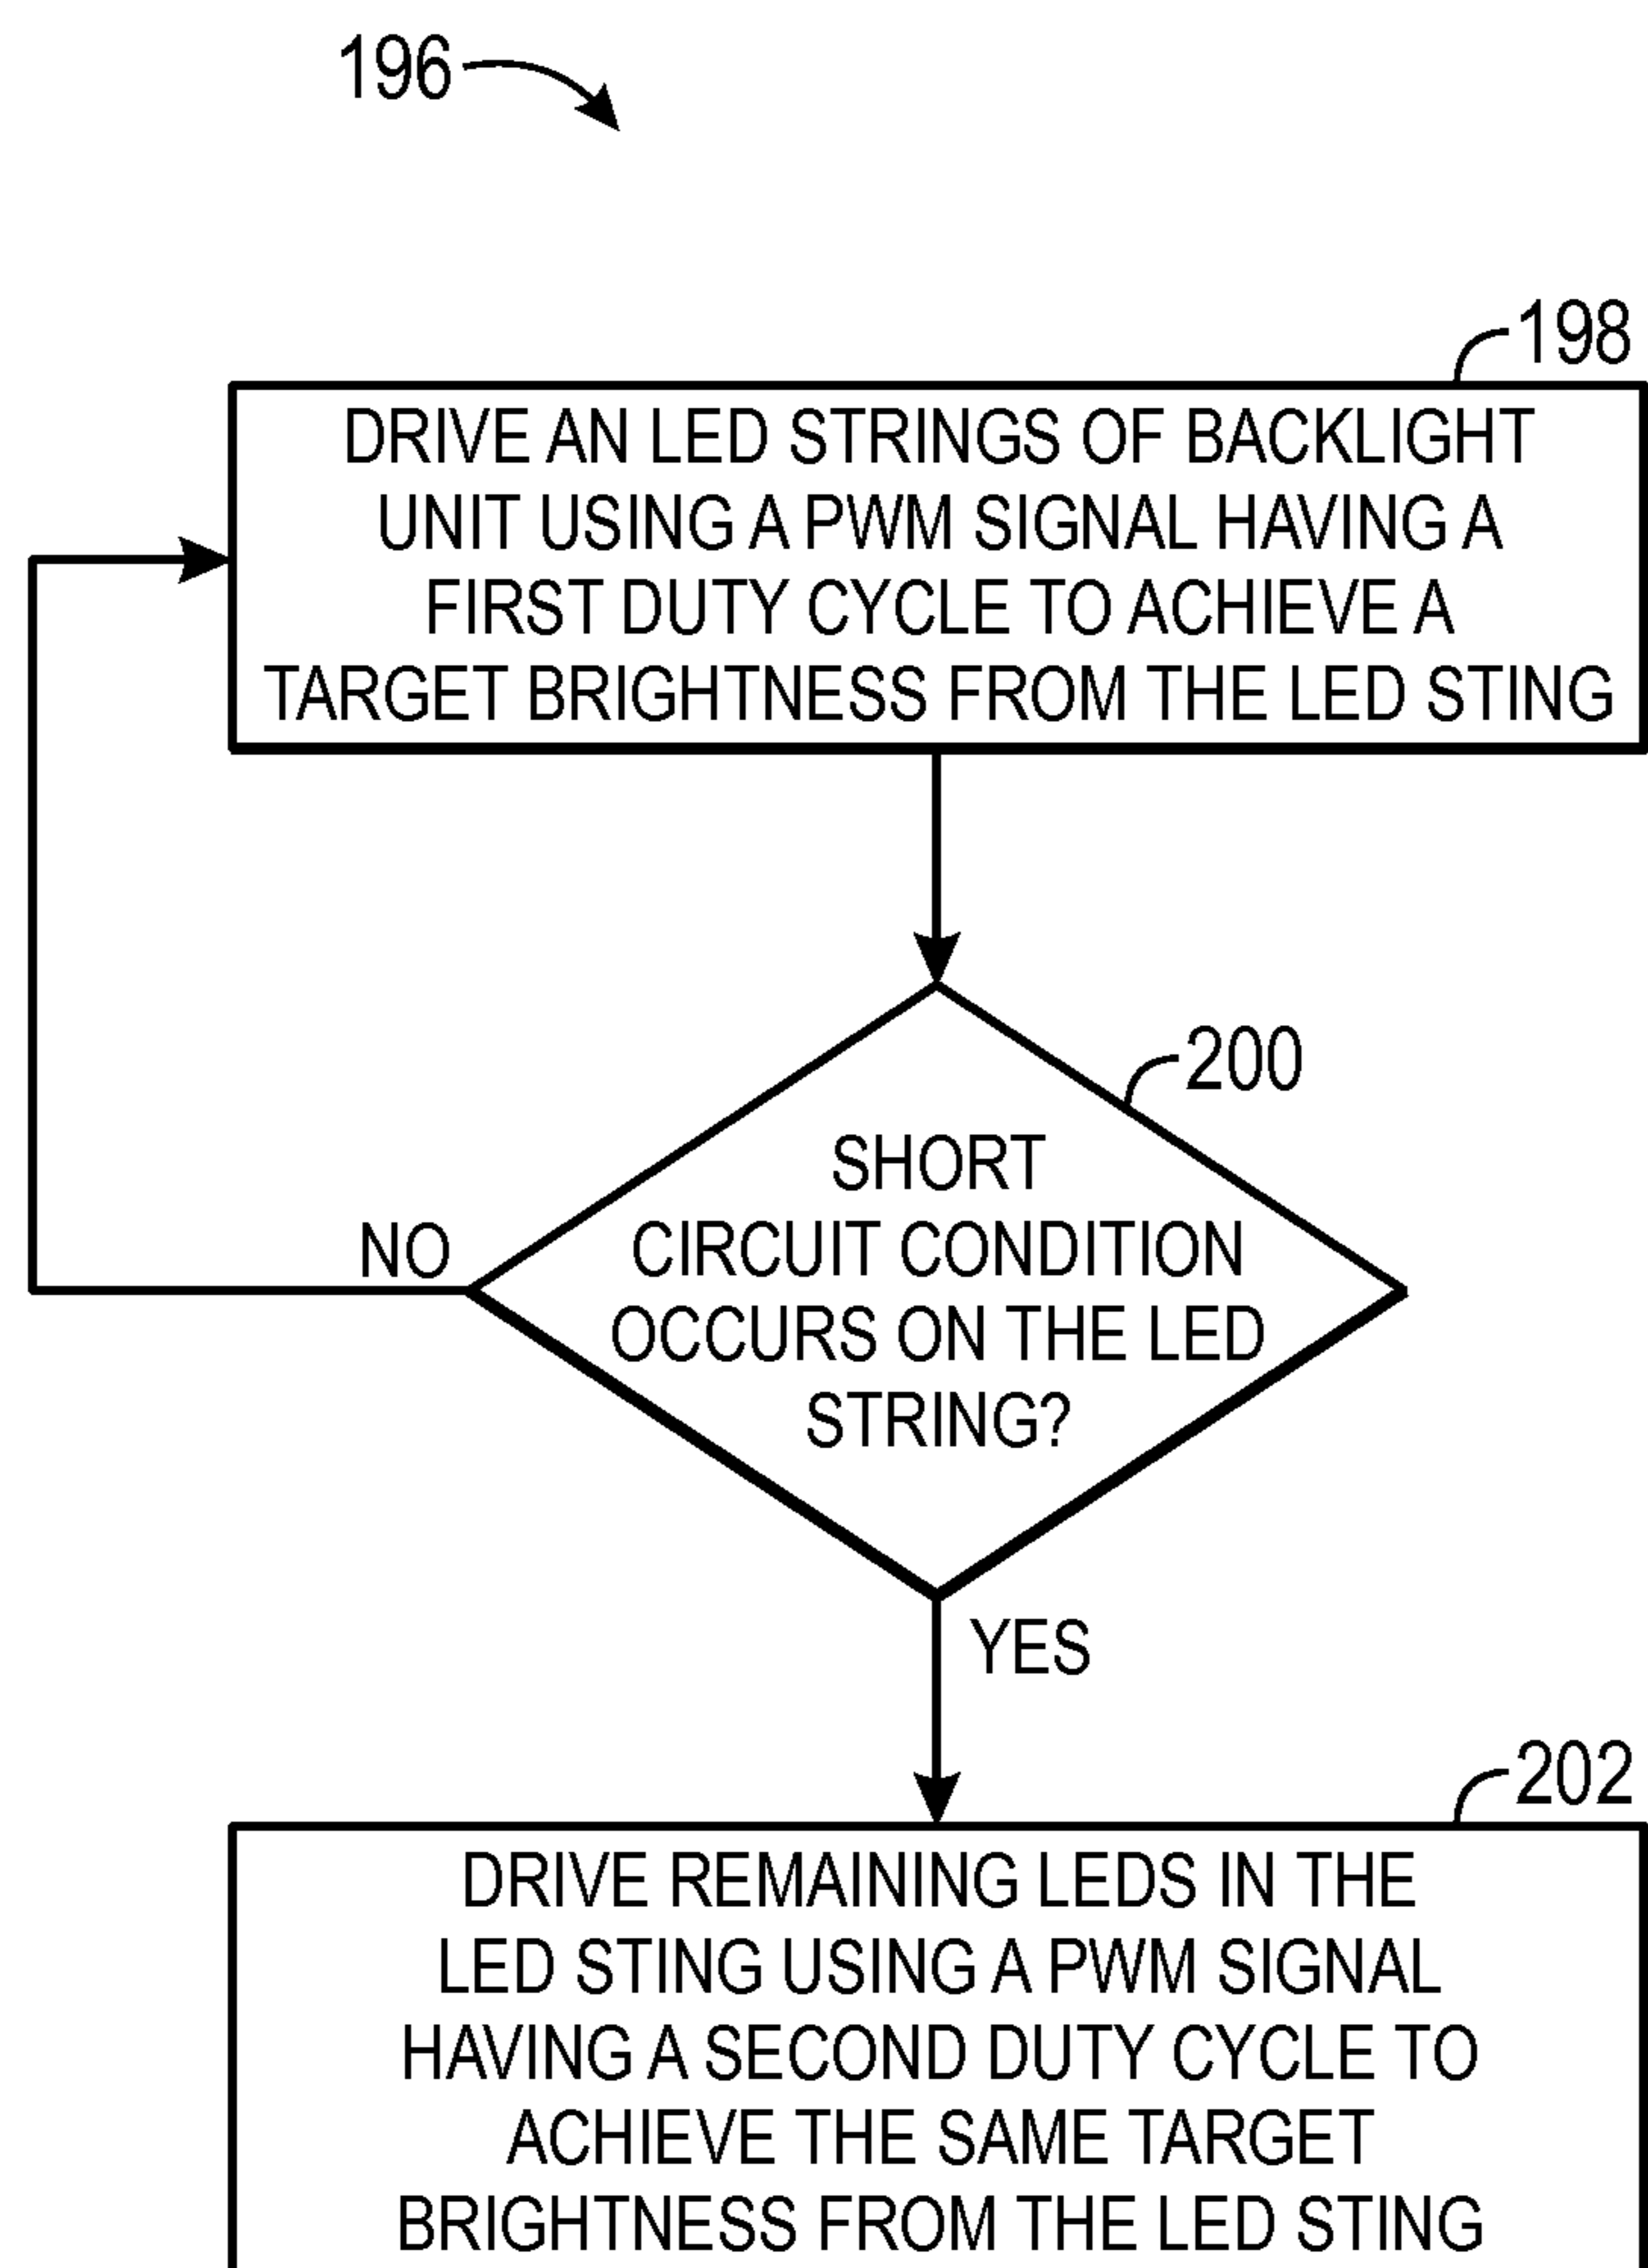 196
198
DRIVE AN LED STRINGS OF BACKLIGHT
UNIT USING A PWM SIGNAL HAVING A
FIRST DUTY CYCLE TO ACHIEVE A
TARGET BRIGHTNESS FROM THE LED STING
200
SHORT
CIRCUIT CONDITION
OCCURS ON THE LED
STRING?
NO
YES
202
DRIVE REMAINING LEDS IN THE
LED STING USING A PWM SIGNAL
HAVING A SECOND DUTY CYCLE TO
ACHIEVE THE SAME TARGET
BRIGHTNESS FROM THE LED STING